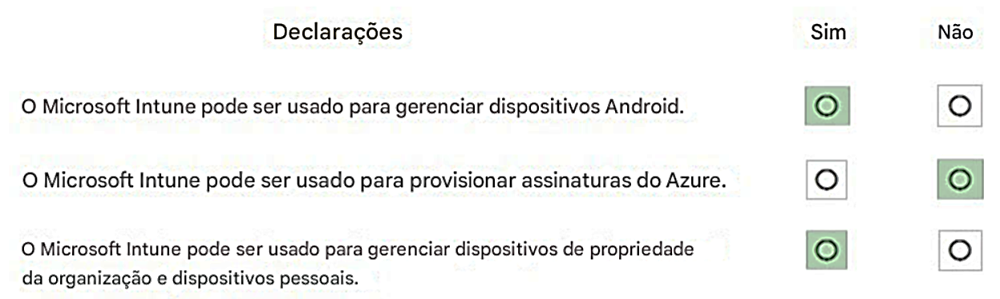 Declarações Sim Não
O Microsoft Intune pode ser usado para gerenciar dispositivos Android.
O Microsoft Intune pode ser usado para provisionar assinaturas do Azure.
O Microsoft Intune pode ser usado para gerenciar dispositivos de propriedade
da organização e dispositivos pessoais.